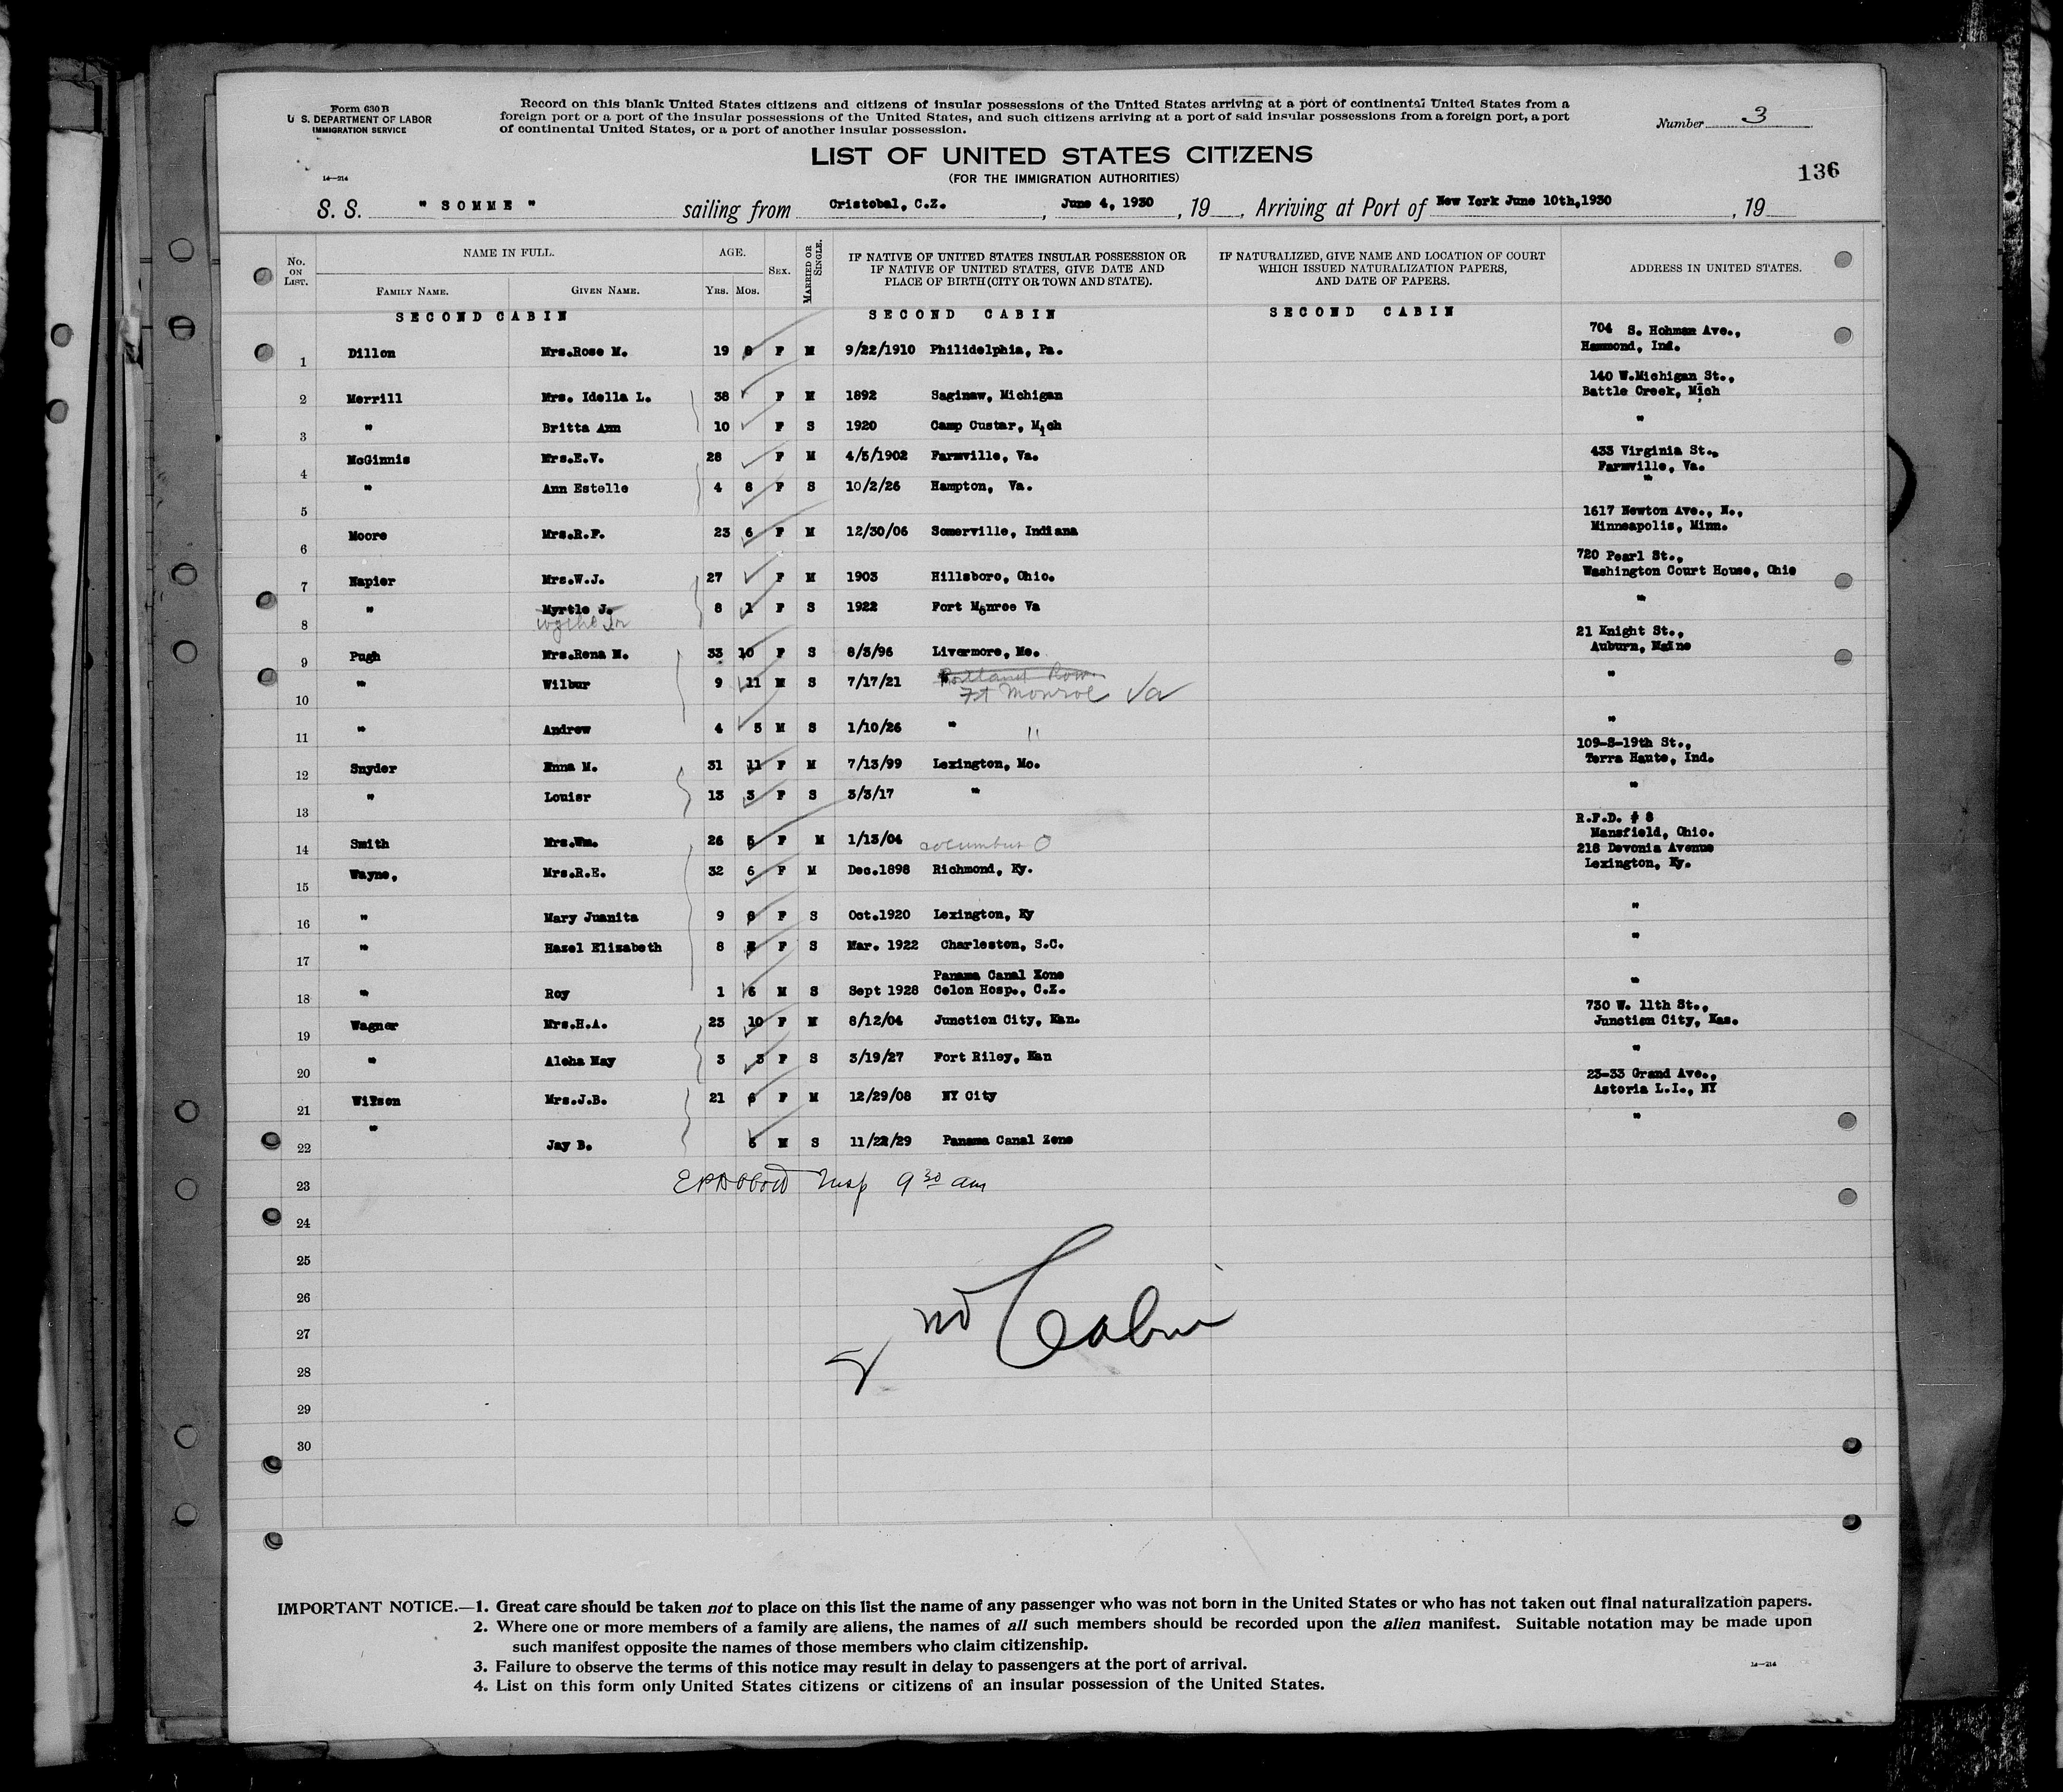 Form 630 B
U. S. DEPARTMENT OF LABOR
IMMIGRATION SERVICE
14—214
Record on this blank United States citizens and citizens of insular possessions of the United States arriving at a port of continental United States from a
foreign port or a port of the insular possessions of the United States, and such citizens arriving at a port of said insular possessions from a foreign port, a port
of continental United States, or a port of another insular possession.
Number 3
LIST OF UNITED STATES CITIZENS
(FOR THE IMMIGRATION AUTHORITIES)
136
S. S. " SOMME " sailing from Cristobal, C.Z. , June 4, 1930 , 19 , Arriving at Port of New York June 10th,1930 , 19
No. ON LIST. NAME IN FULL. FAMILY NAME. GIVEN NAME. AGE. YRS. MOS. SEX. MARRIED OR SINGLE. IF NATIVE OF UNITED STATES INSULAR POSSESSION OR IF NATIVE OF UNITED STATES, GIVE DATE AND PLACE OF BIRTH (CITY OR TOWN AND STATE). IF NATURALIZED, GIVE NAME AND LOCATION OF COURT WHICH ISSUED NATURALIZATION PAPERS, AND DATE OF PAPERS. ADDRESS IN UNITED STATES.
SECOND CABIN SECOND CABIN SECOND CABIN
1 Dillon Mrs.Rose M. 19 8 F M 9/22/1910 Philidelphia, Pa. 704 S. Hohman Ave., Hammond, Ind.
2 Merrill Mrs. Idella L. 38 F M 1892 Saginaw, Michigan 140 W.Michigan St., Battle Creek, Mich
3 " Britta Ann 10 F S 1920 Camp Custar, Mich "
4 McGinnis Mrs.E.V. 28 F M 4/5/1902 Farmville, Va. 433 Virginia St., Farmville, Va.
5 " Ann Estelle 4 8 F S 10/2/26 Hampton, Va. "
6 Moore Mrs.R.F. 23 6 F M 12/30/06 Somerville, Indiana 1617 Newton Ave., N., Minneapolis, Minn.
7 Napier Mrs.W.J. 27 F M 1903 Hillsboro, Ohio. 720 Pearl St., Washington Court House, Ohio
8 " Myrtle J. 8 1 F S 1922 Fort Monroe Va "
9 Pugh Mrs.Rena M. 33 10 F S 8/3/96 Livermore, Me. 21 Knight St., Auburn, Maine
10 " Wilbur 9 11 M S 7/17/21 Ft Monroe Va "
11 " Andrew 4 5 M S 1/10/26 " " "
12 Snyder Enna M. 31 11 F M 7/13/99 Lexington, Mo. 109-S-19th St., Terra Haute, Ind.
13 " Louier 13 3 F S 3/3/17 " "
14 Smith Mrs.Wm. 26 5 F M 1/13/04 Columbus O R.F.D. # 8 Mansfield, Ohio.
15 Wayne, Mrs.R.E. 32 6 F M Dec.1898 Richmond, Ky. 218 Devonia Avenue Lexington, Ky.
16 " Mary Juanita 9 8 F S Oct.1920 Lexington, Ky "
17 " Hazel Elizabeth 8 F S Mar. 1922 Charleston, S.C. "
18 " Roy 1 6 M S Sept 1928 Panama Canal Zone Colon Hosp., C.Z. "
19 Wagner Mrs.H.A. 23 10 F M 8/12/04 Junction City, Kan. 730 W. 11th St., Junction City, Kas.
20 " Aleha May 3 3 F S 3/19/27 Fort Riley, Kan "
21 Wilson Mrs.J.B. 21 6 F M 12/29/08 NY City 23-33 Grand Ave., Astoria L.I., NY
22 " Jay B. 6 M S 11/22/29 Panama Canal Zone "
23 Insp 9 30 am
24
25
26
27 2 nd Cabin
28
29
30
IMPORTANT NOTICE.—1. Great care should be taken not to place on this list the name of any passenger who was not born in the United States or who has not taken out final naturalization papers.
2. Where one or more members of a family are aliens, the names of all such members should be recorded upon the alien manifest. Suitable notation may be made upon
such manifest opposite the names of those members who claim citizenship.
3. Failure to observe the terms of this notice may result in delay to passengers at the port of arrival.
4. List on this form only United States citizens or citizens of an insular possession of the United States.
14—214